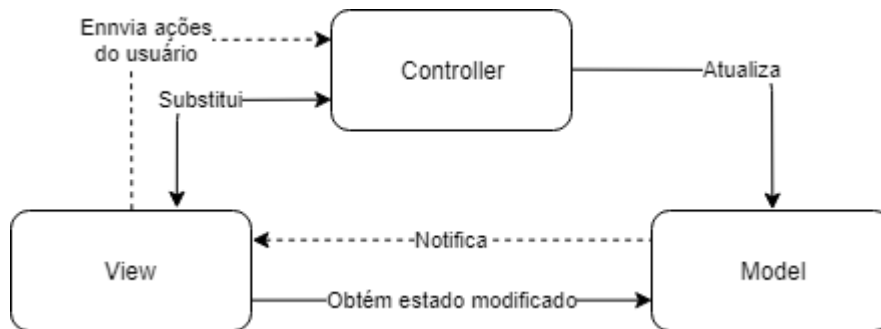 Ennvia ações
do usuário
Controller
Atualiza
Substitui
Notifica
View
Model
Obtém estado modificado